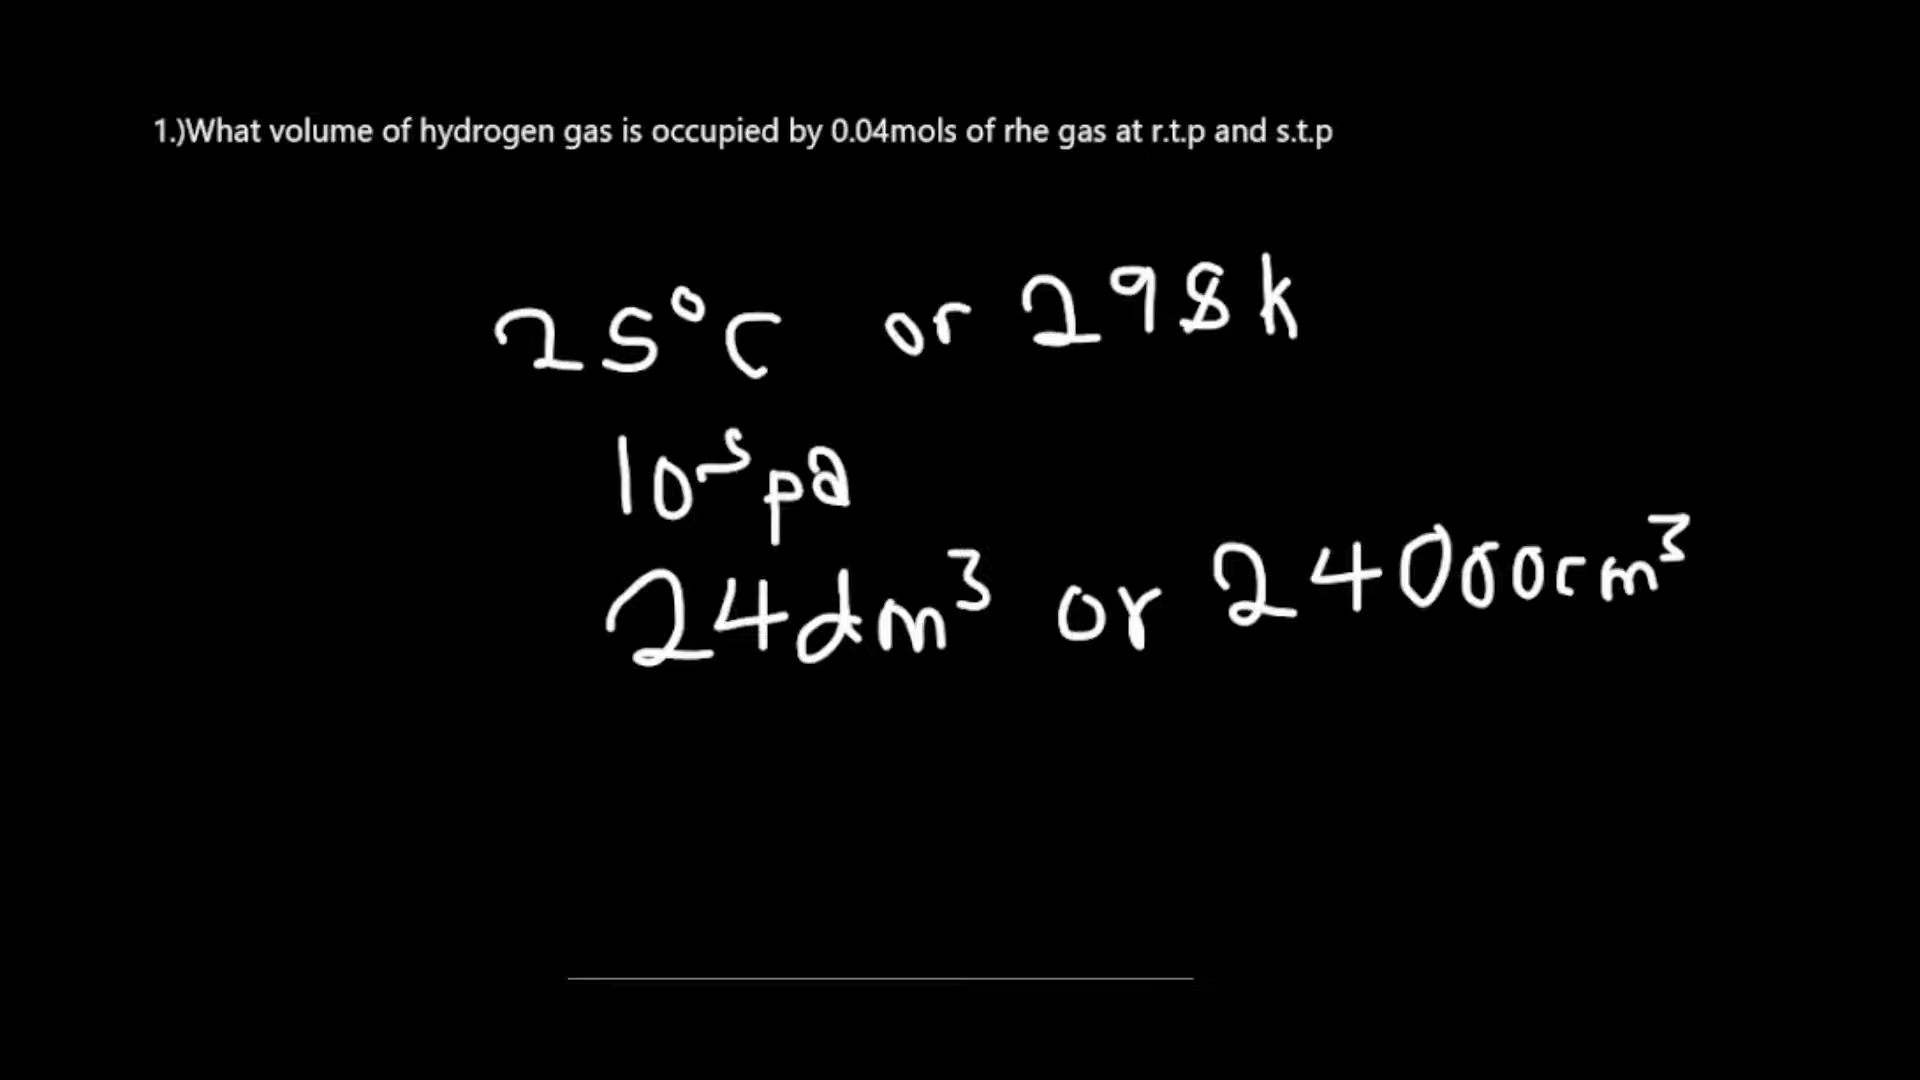 1.)What volume of hydrogen gas is occupied by 0.04mols of rhe gas at r.t.p and s.t.p
25°C or 298k
10⁵pa
24dm³ or 24000cm³